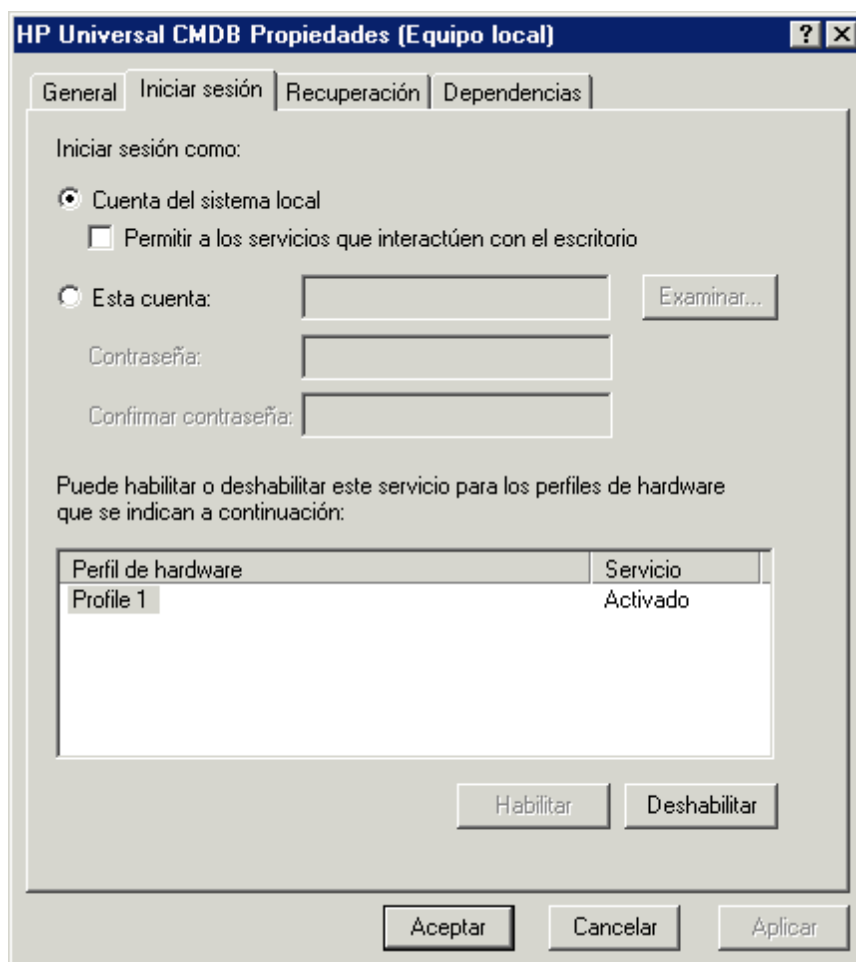 HP Universal CMDB Propiedades (Equipo local)
General Iniciar sesión Recuperación Dependencias
Iniciar sesión como:
Cuenta del sistema local
Permitir a los servicios que interactúen con el escritorio
Esta cuenta: Examinar...
Contraseña:
Confirmar contraseña:
Puede habilitar o deshabilitar este servicio para los perfiles de hardware
que se indican a continuación:
Perfil de hardware Servicio
Profile 1 Activado
Habilitar Deshabilitar
Aceptar Cancelar Aplicar